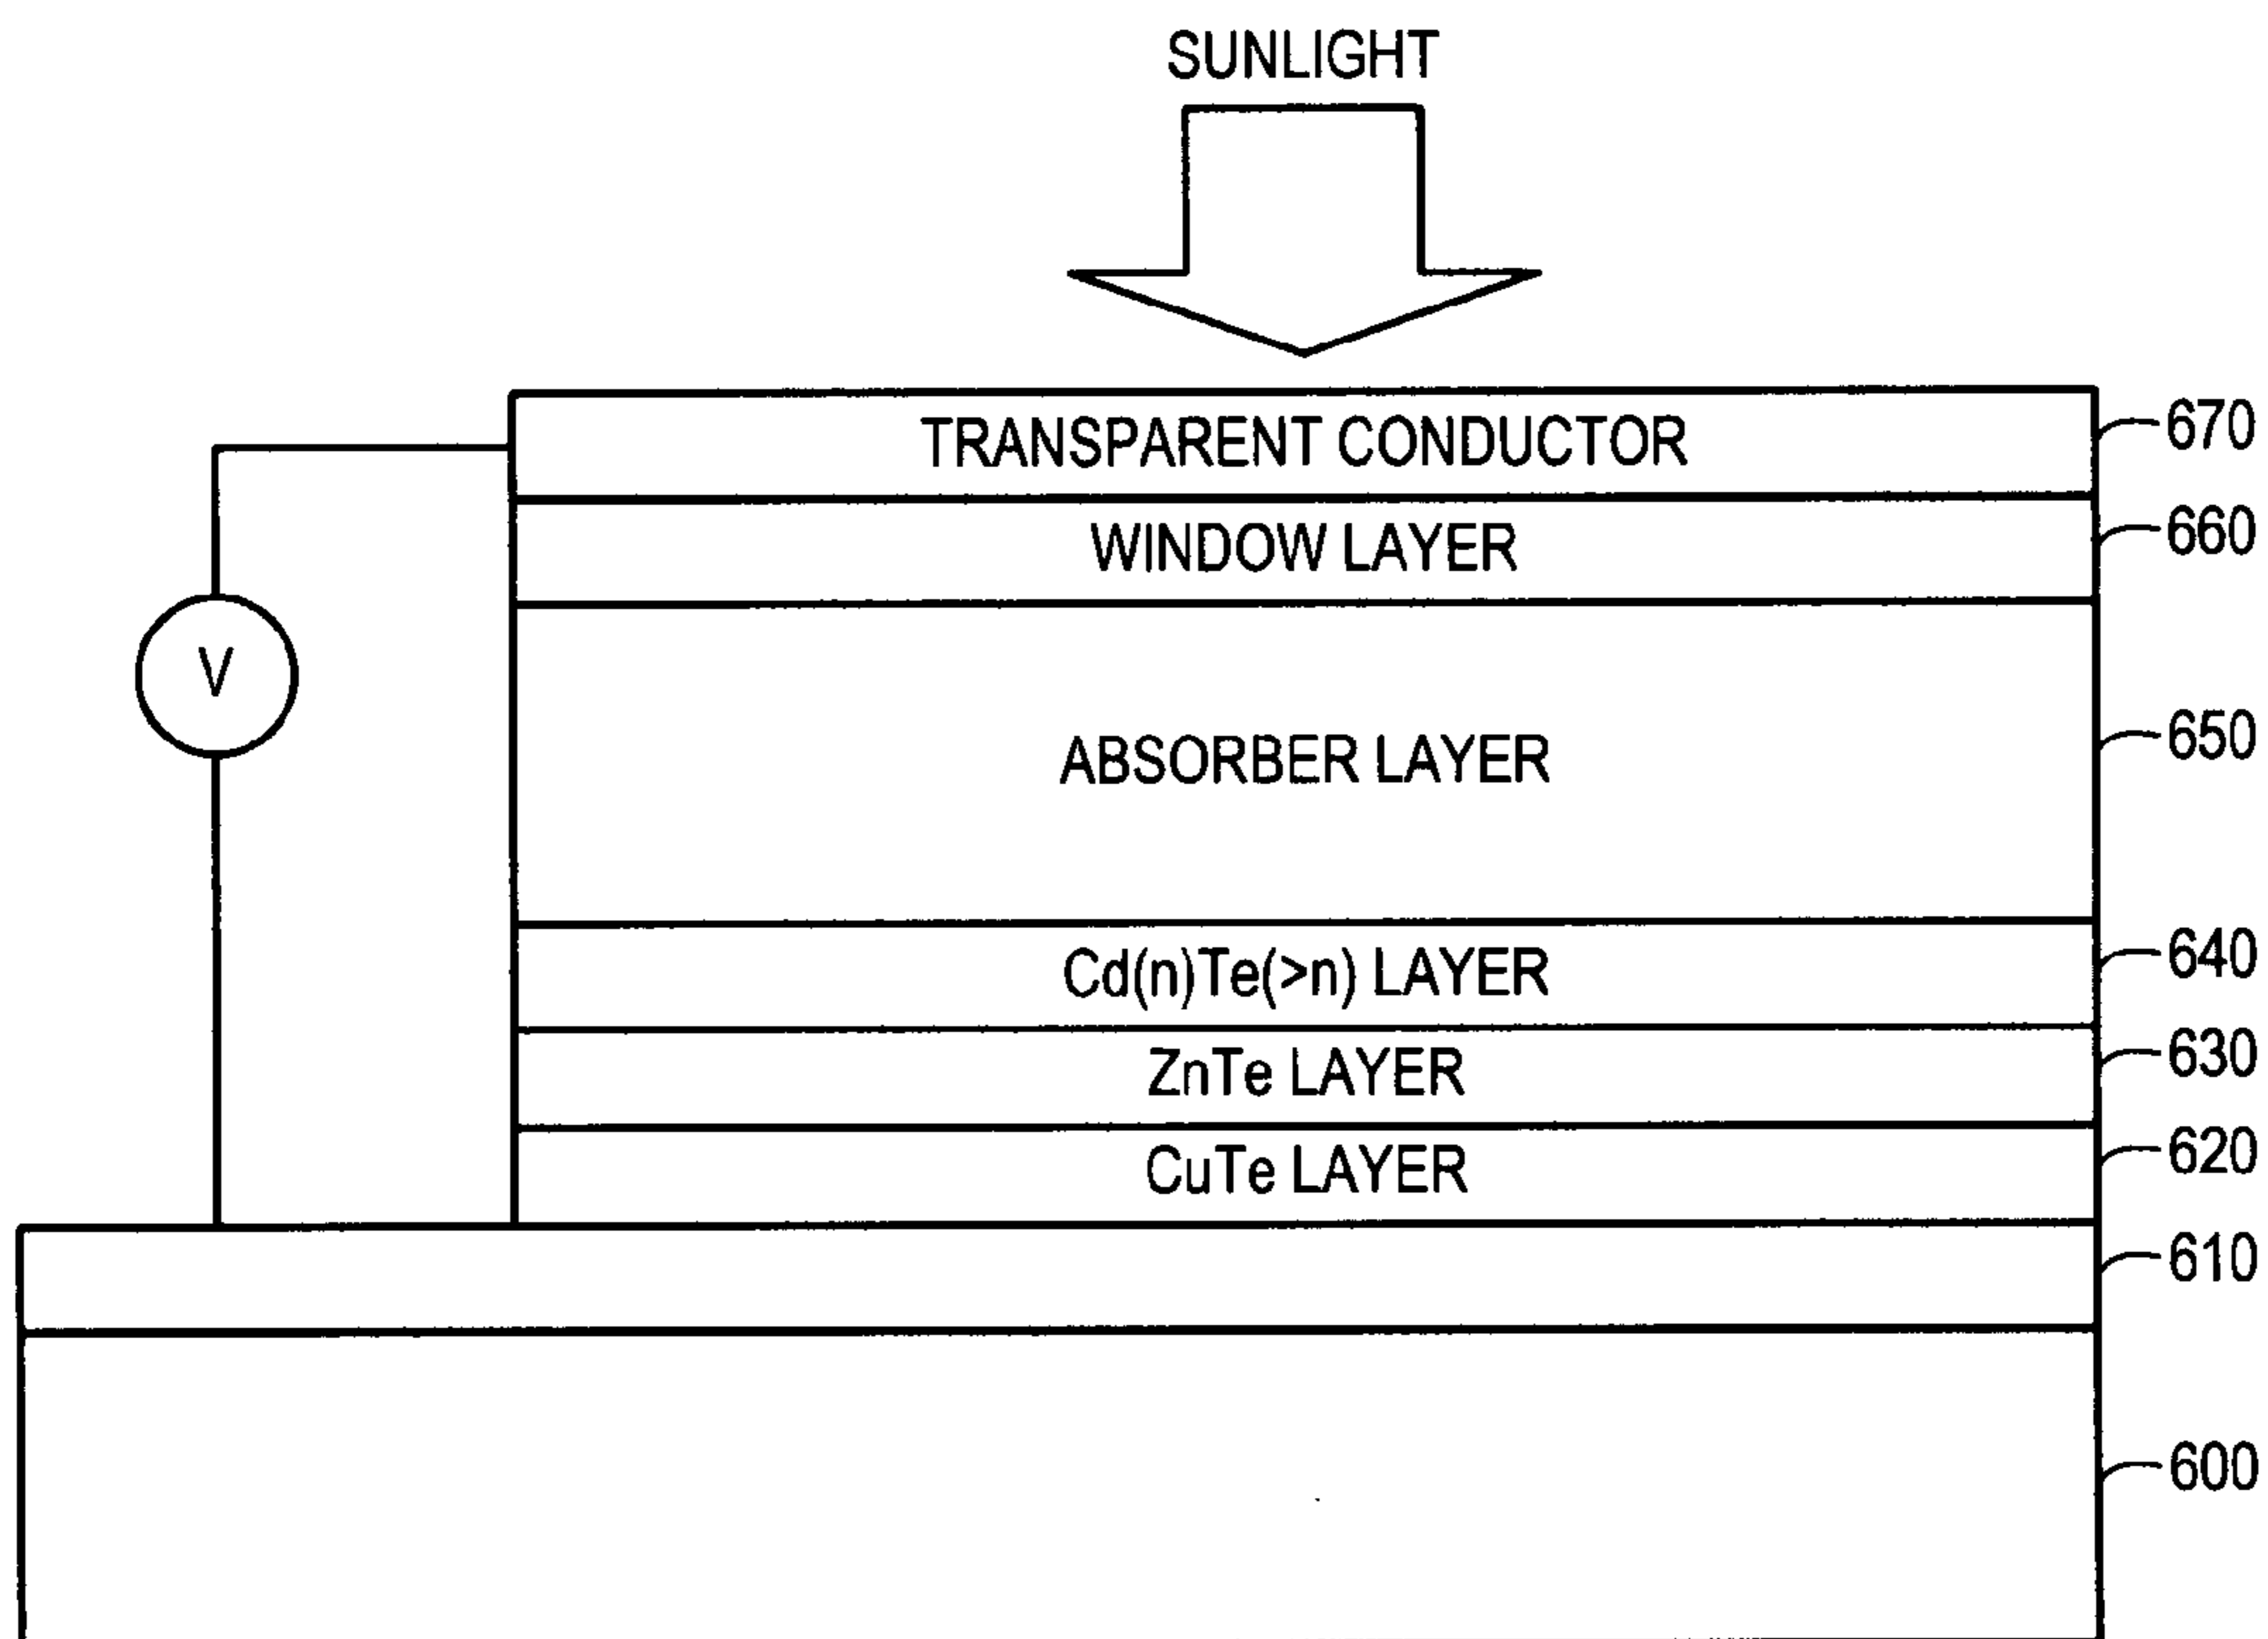 SUNLIGHT
TRANSPARENT CONDUCTOR
670
WINDOW LAYER
660
V
ABSORBER LAYER
650
Cd(n)Te(>n) LAYER
640
ZnTe LAYER
630
CuTe LAYER
620
610
600